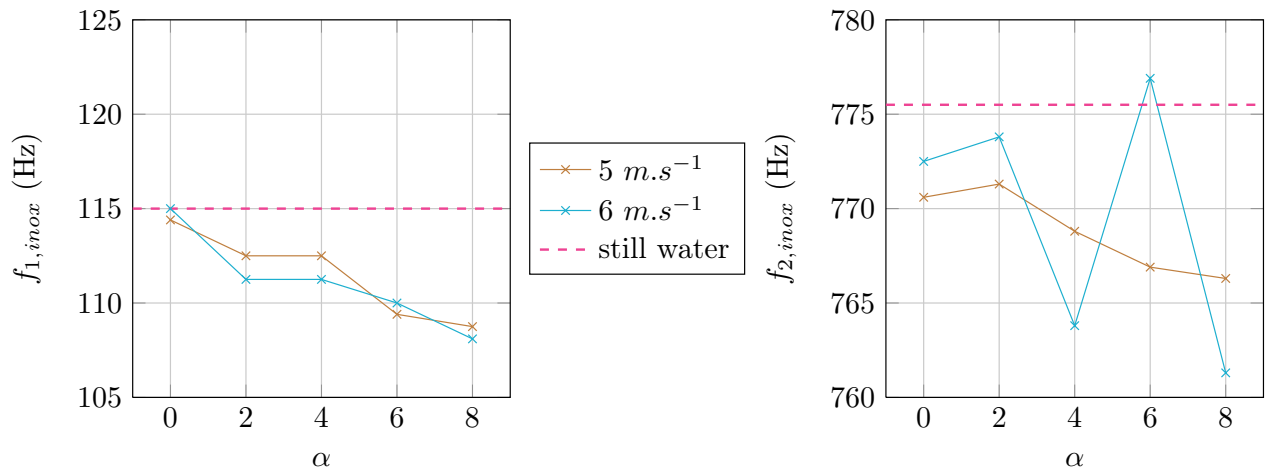 125
120
115
110
105
0 2 4 6 8
α
f₁,inox (Hz)
5 m.s⁻¹
6 m.s⁻¹
still water
780
775
770
765
760
0 2 4 6 8
α
f₂,inox (Hz)